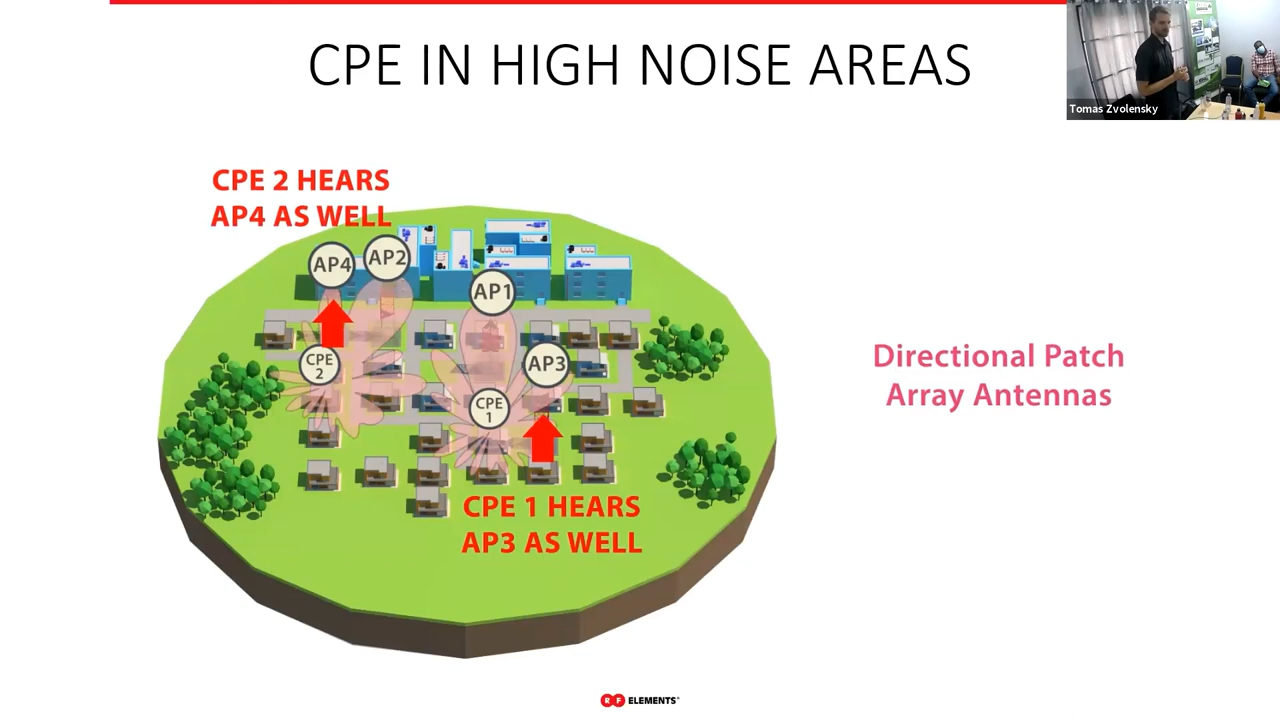 CPE IN HIGH NOISE AREAS
Tomas Zvolensky
CPE 2 HEARS
AP4 AS WELL
AP4
AP2
AP1
CPE
2
AP3
CPE
1
CPE 1 HEARS
AP3 AS WELL
Directional Patch
Array Antennas
RF ELEMENTS